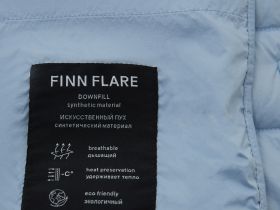 FINN FLARE
DOWNFILL
synthetic material
ИСКУССТВЕННЫЙ ПУХ
синтетический материал
breathable
дышащий
-C°
heat preservation
удерживает тепло
eco friendly
экологичный